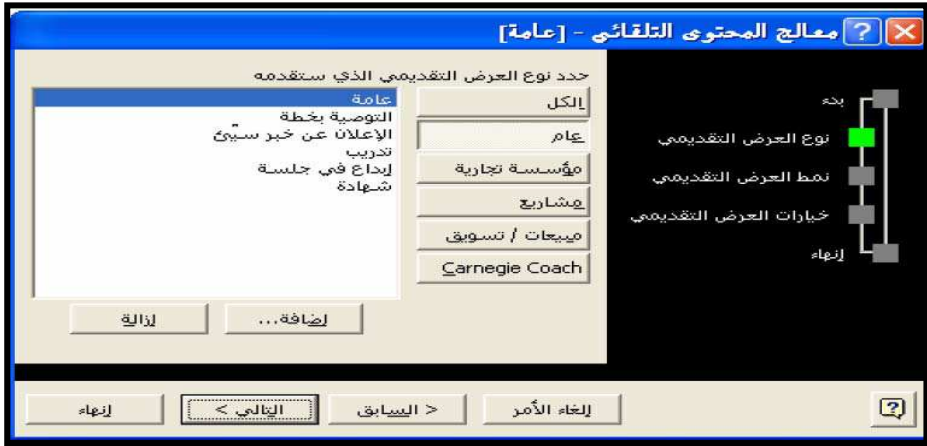 معالج المحتوى التلقائي - [عامة]
بدء
نوع العرض التقديمي
نمط العرض التقديمي
خيارات العرض التقديمي
إنهاء
حدد نوع العرض التقديمي الذي ستقدمه
الكل
عام
مؤسسة تجارية
مشاريع
مبيعات / تسويق
Carnegie Coach
عامة
التوصية بخطة
الإعلان عن خبر سيّئ
تدريب
إبداع في جلسة
شهادة
إضافة...
إزالة
إلغاء الأمر
< السابق
التالي >
إنهاء